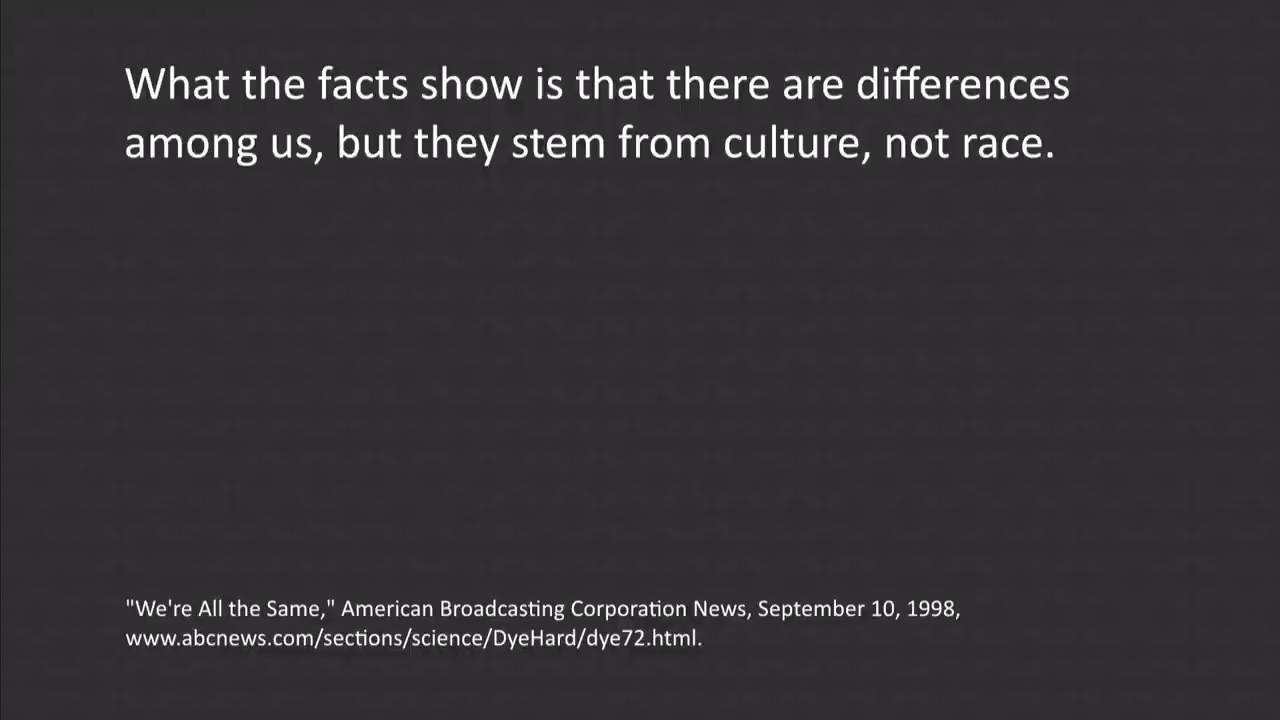 What the facts show is that there are differences
among us, but they stem from culture, not race.
"We're All the Same," American Broadcasting Corporation News, September 10, 1998,
www.abcnews.com/sections/science/DyeHard/dye72.html.